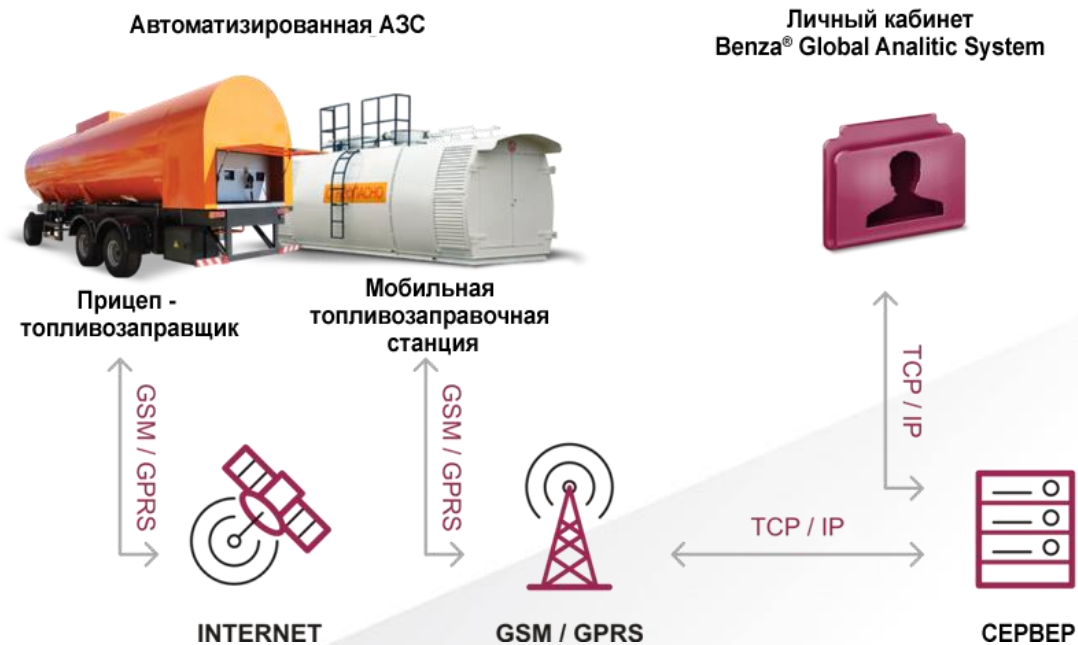 Автоматизированная АЗС
Личный кабинет
Benza® Global Analitic System
ОГНЕОПАСНО
Прицеп -
топливозаправщик
Мобильная
топливозаправочная
станция
GSM / GPRS
GSM / GPRS
TCP / IP
TCP / IP
INTERNET
GSM / GPRS
СЕРВЕР